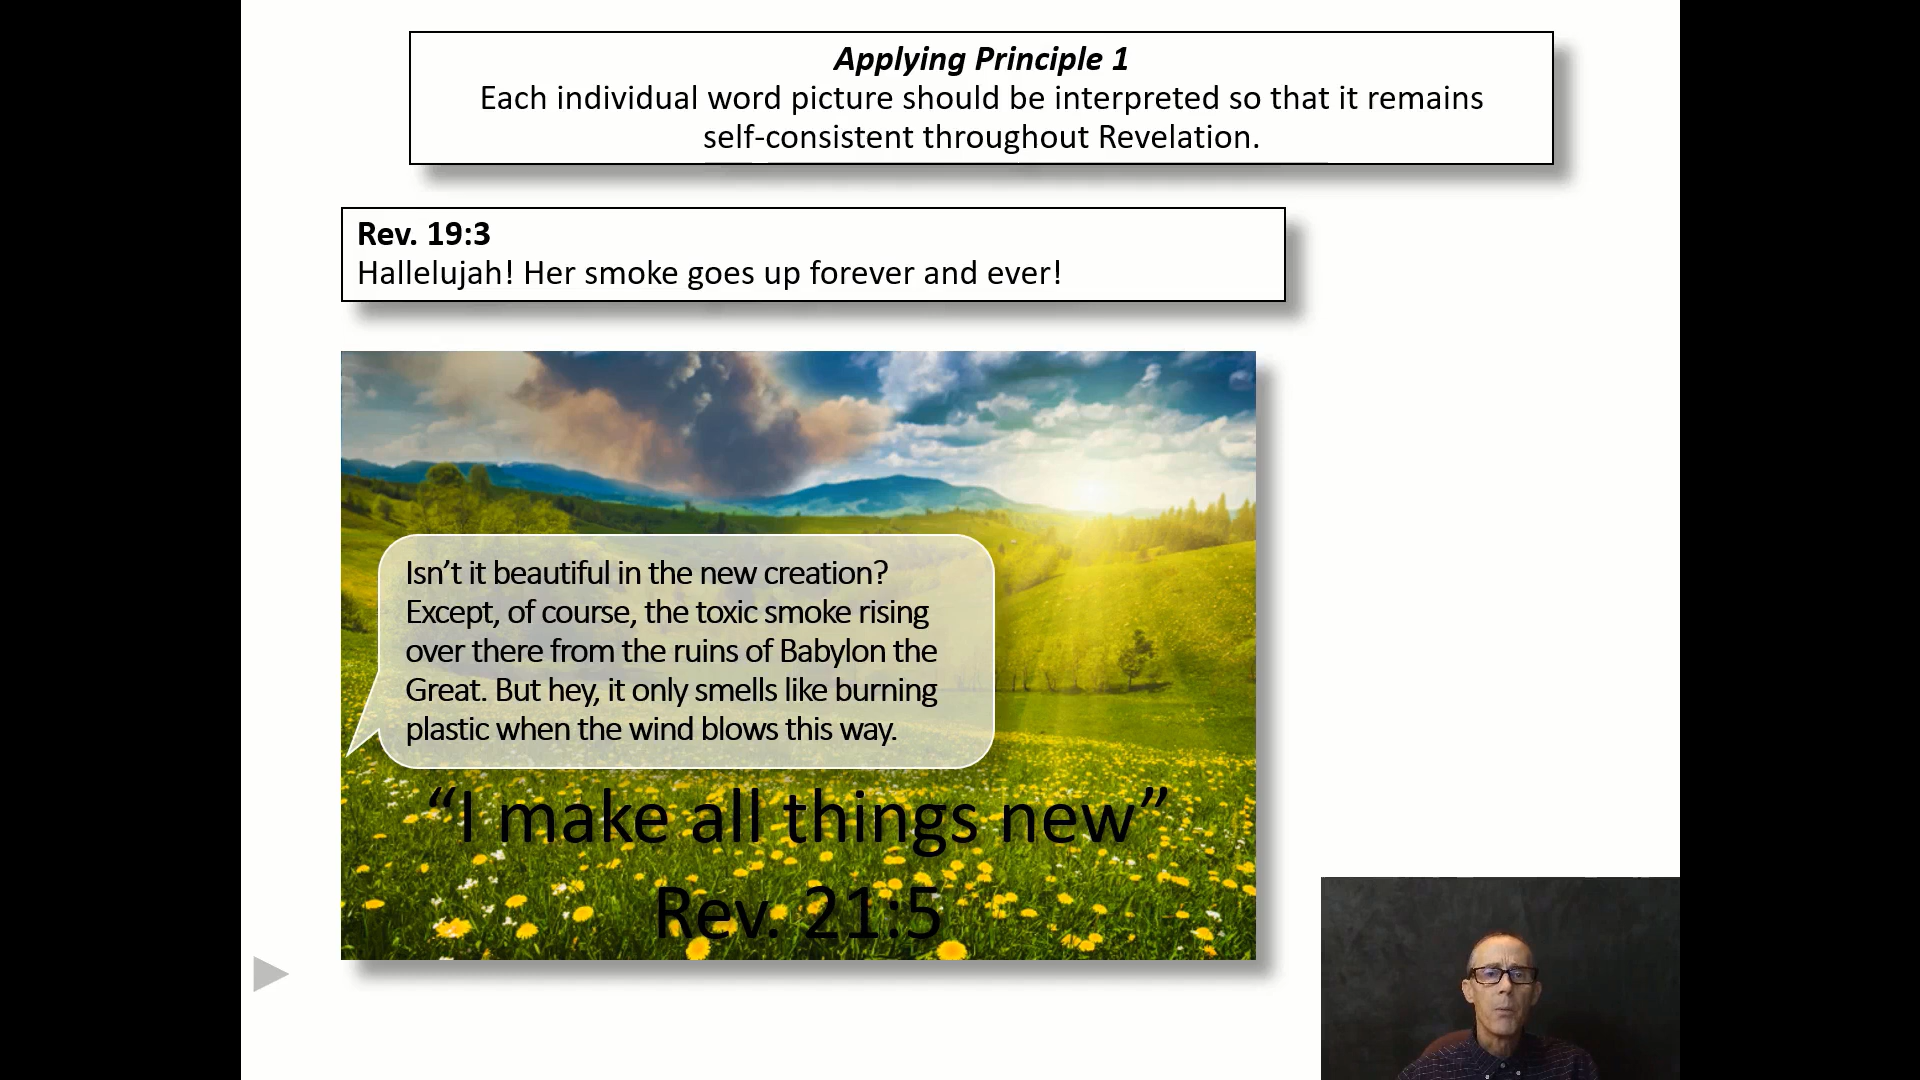 Applying Principle 1
Each individual word picture should be interpreted so that it remains
self-consistent throughout Revelation.
Rev. 19:3
Hallelujah! Her smoke goes up forever and ever!
Isn’t it beautiful in the new creation?
Except, of course, the toxic smoke rising
over there from the ruins of Babylon the
Great. But hey, it only smells like burning
plastic when the wind blows this way.
“I make all things new”
Rev. 21:5